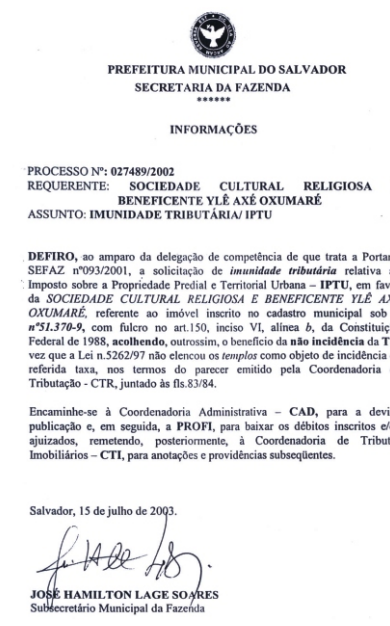 PREFEITURA MUNICIPAL DO SALVADOR
SECRETARIA DA FAZENDA
******
INFORMAÇÕES
PROCESSO Nº: 027489/2002
REQUERENTE: SOCIEDADE CULTURAL RELIGIOSA
BENEFICENTE YLÊ AXÉ OXUMARÉ
ASSUNTO: IMUNIDADE TRIBUTÁRIA/ IPTU
DEFIRO, ao amparo da delegação de competência de que trata a Portar
SEFAZ nº093/2001, a solicitação de imunidade tributária relativa
Imposto sobre a Propriedade Predial e Territorial Urbana – IPTU, em fav
da SOCIEDADE CULTURAL RELIGIOSA E BENEFICENTE YLÊ AX
OXUMARÉ, referente ao imóvel inscrito no cadastro municipal sob
nº51.370-9, com fulcro no art.150, inciso VI, alínea b, da Constituiç
Federal de 1988, acolhendo, outrossim, o benefício da não incidência da T
vez que a Lei n.5262/97 não elencou os templos como objeto de incidência
referida taxa, nos termos do parecer emitido pela Coordenadoria
Tributação - CTR, juntado às fls.83/84.
Encaminhe-se à Coordenadoria Administrativa – CAD, para a devi
publicação e, em seguida, a PROFI, para baixar os débitos inscritos e/
ajuizados, remetendo, posteriormente, à Coordenadoria de Tribut
Imobiliários – CTI, para anotações e providências subseqüentes.
Salvador, 15 de julho de 2003.
JOSÉ HAMILTON LAGE SOARES
Subsecretário Municipal da Fazenda